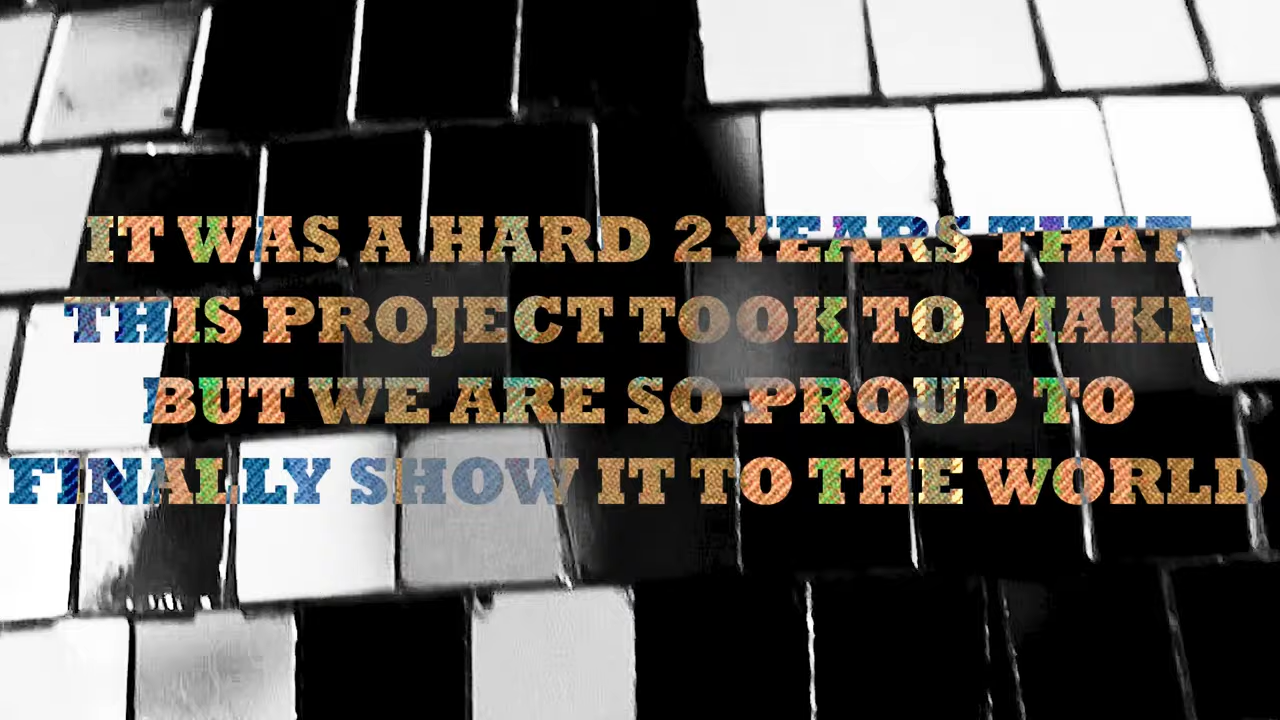 IT WAS A HARD 2 YEARS THAT
THIS PROJECT TOOK TO MAKE
BUT WE ARE SO PROUD TO
FINALLY SHOW IT TO THE WORLD